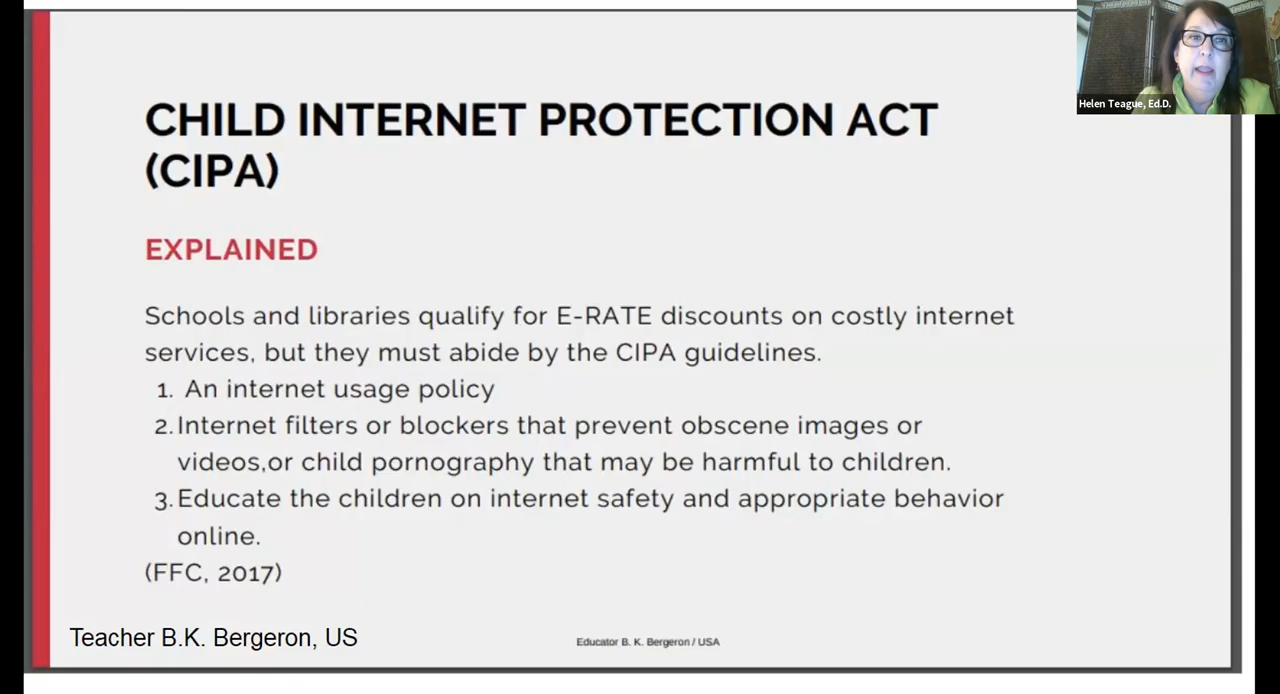 Helen Teague, Ed.D.
CHILD INTERNET PROTECTION ACT
(CIPA)
EXPLAINED
Schools and libraries qualify for E-RATE discounts on costly internet
services, but they must abide by the CIPA guidelines.
1. An internet usage policy
2. Internet filters or blockers that prevent obscene images or
videos,or child pornography that may be harmful to children.
3. Educate the children on internet safety and appropriate behavior
online.
(FFC, 2017)
Teacher B.K. Bergeron, US
Educator B. K. Bergeron / USA